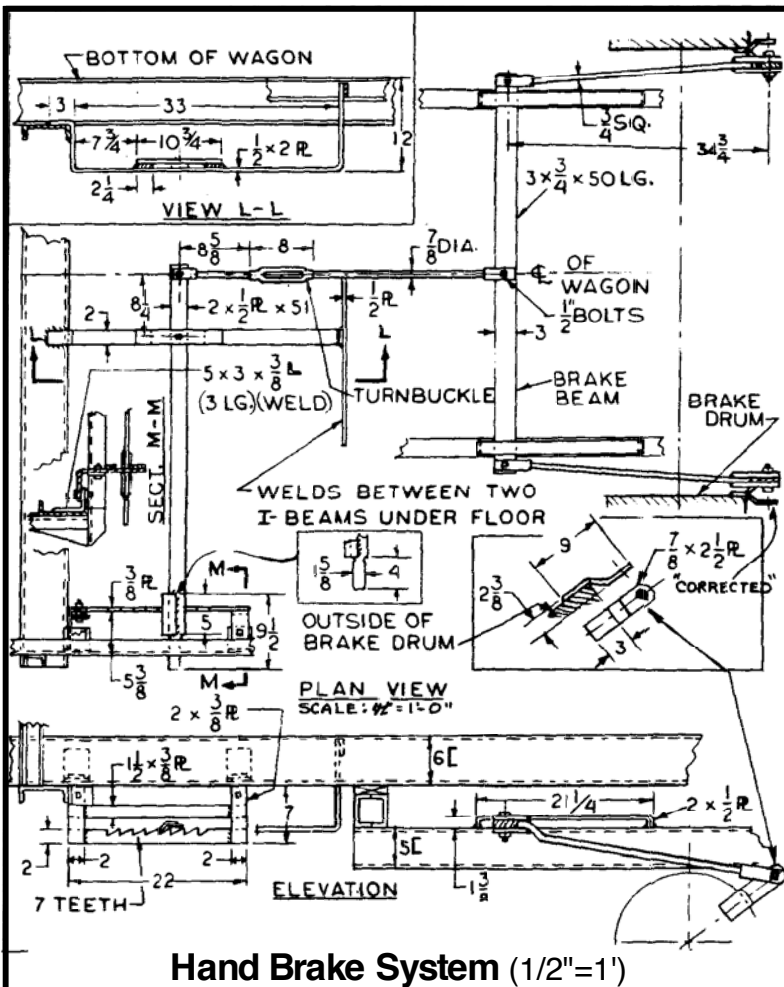 BOTTOM OF WAGON
3
33
7 3/4
10 3/4
1/2 × 2 PL
12
2 1/4
VIEW L-L
3/4 SIQ.
34 3/4
3 × 3/4 × 50 LG.
8 5/8
8
7/8 DIA.
8 1/4
2 × 1/2 PL × 51
1/2 PL
CL OF
WAGOIN
1/2" BOLTS
3
2
L
L
5 × 3 × 3/8 L
(3 LG.)(WELD)
TURNBUCKLE
BRAKE
BEAM
BRAKE
DRUM
SECT. M-M
WELDS BETWEEN TWO
I-BEAMS UNDER FLOOR
9
7/8 × 2 1/2 PL
2 3/8
"CORRECTED"
3
5/8
4
OUTSIDE OF
BRAKE DRUM
3/8 PL
M
5
9 1/2
5 3/8
M
PLAN VIEW
SCALE: 1/2" = 1'-0"
2 × 3/8 PL
1 1/2 × 3/8 PL
6 [
7
21 1/4
2 × 1/2 PL
5 [
2
2
2
22
1 3/8
7 TEETH
ELEVATION
Hand Brake System (1/2"=1')